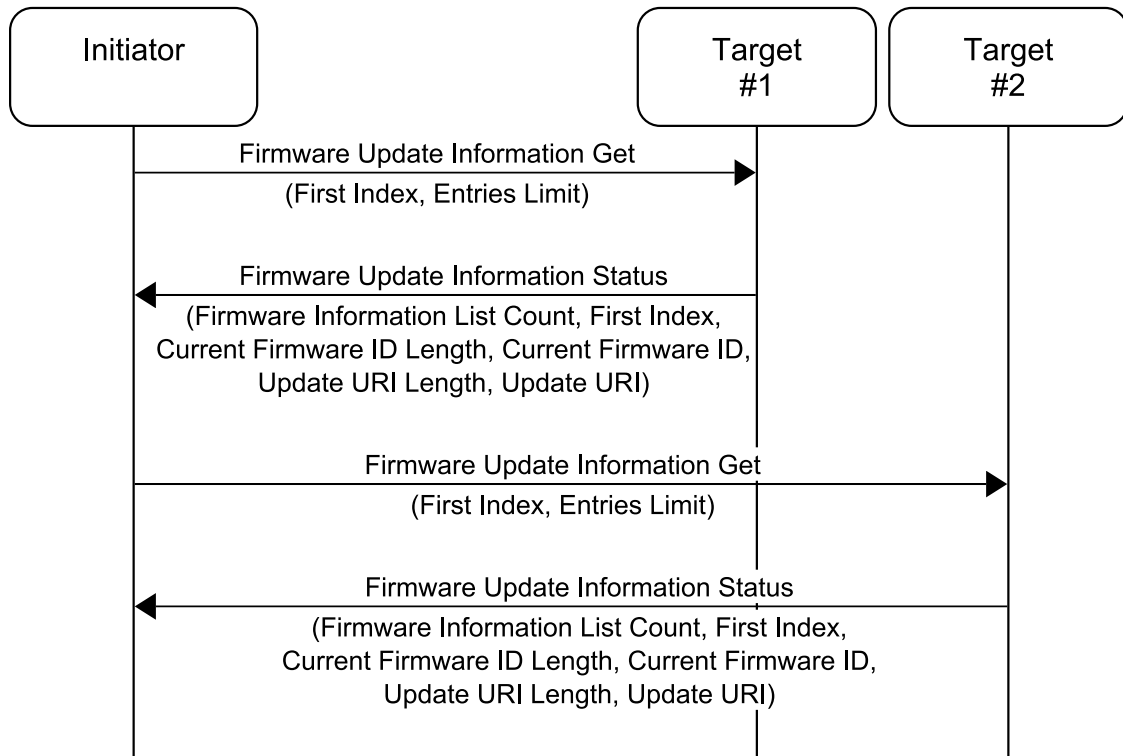 Initiator
Target
#1
Target
#2
Firmware Update Information Get
(First Index, Entries Limit)
Firmware Update Information Status
(Firmware Information List Count, First Index,
Current Firmware ID Length, Current Firmware ID,
Update URI Length, Update URI)
Firmware Update Information Get
(First Index, Entries Limit)
Firmware Update Information Status
(Firmware Information List Count, First Index,
Current Firmware ID Length, Current Firmware ID,
Update URI Length, Update URI)